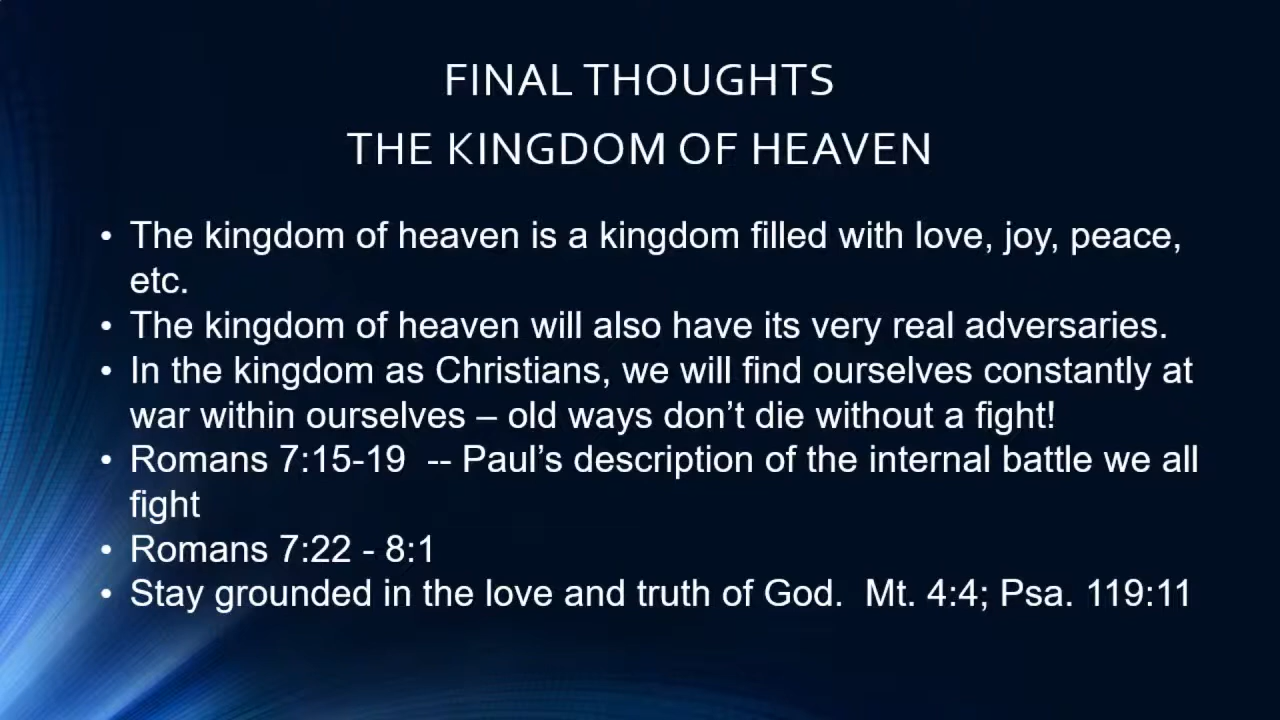 FINAL THOUGHTS
THE KINGDOM OF HEAVEN
• The kingdom of heaven is a kingdom filled with love, joy, peace,
etc.
• The kingdom of heaven will also have its very real adversaries.
• In the kingdom as Christians, we will find ourselves constantly at
war within ourselves – old ways don’t die without a fight!
• Romans 7:15-19  -- Paul’s description of the internal battle we all
fight
• Romans 7:22 - 8:1
• Stay grounded in the love and truth of God.  Mt. 4:4; Psa. 119:11